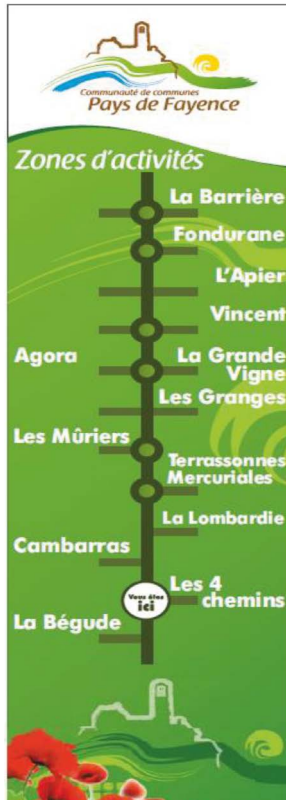 Communauté de communes
Pays de Fayence
Zones d'activités
La Barrière
Fondurane
L'Apier
Vincent
Agora
La Grande
Vigne
Les Granges
Les Mûriers
Terrassonnes
Mercuriales
La Lombardie
Cambarras
Les 4
chemins
Vous êtes
ici
La Bégude